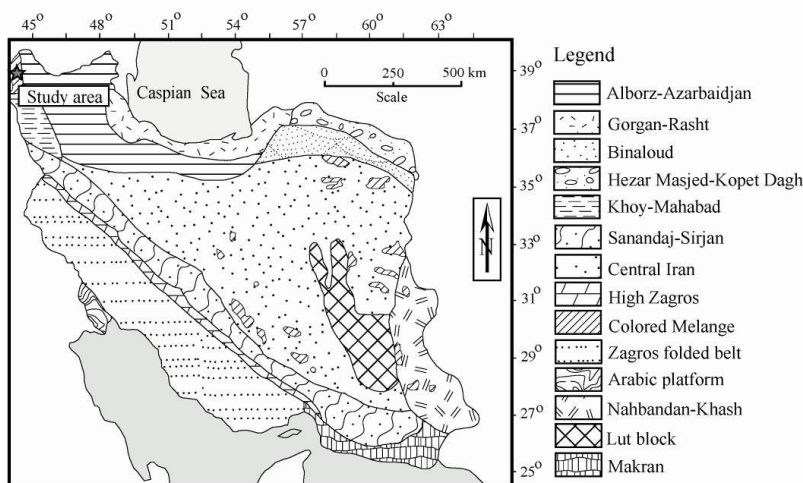 45° 48° 51° 54° 57° 60° 63°
Study area
Caspian Sea
0 250 500 km
Scale
N
39°
37°
35°
33°
31°
29°
27°
25°
Legend
Alborz-Azarbaidjan
Gorgan-Rasht
Binaloud
Hezar Masjed-Kopet Dagh
Khoy-Mahabad
Sanandaj-Sirjan
Central Iran
High Zagros
Colored Melange
Zagros folded belt
Arabic platform
Nahbandan-Khash
Lut block
Makran